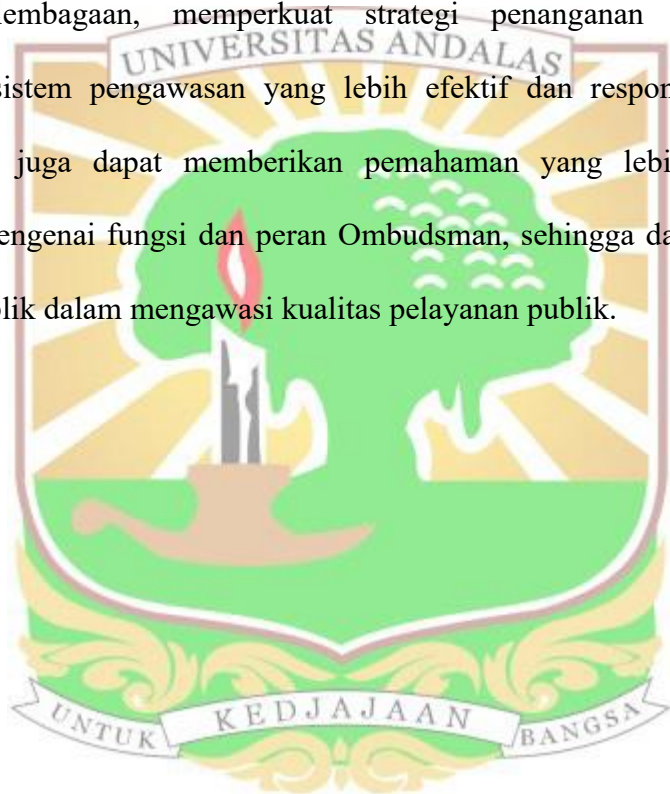 embagaan, memperkuat strategi penanganan
UNIVERSITAS ANDALAS
sistem pengawasan yang lebih efektif dan respon
juga dapat memberikan pemahaman yang lebi
engenai fungsi dan peran Ombudsman, sehingga da
lik dalam mengawasi kualitas pelayanan publik.
UNTUK KEDJAJAAN BANGSA